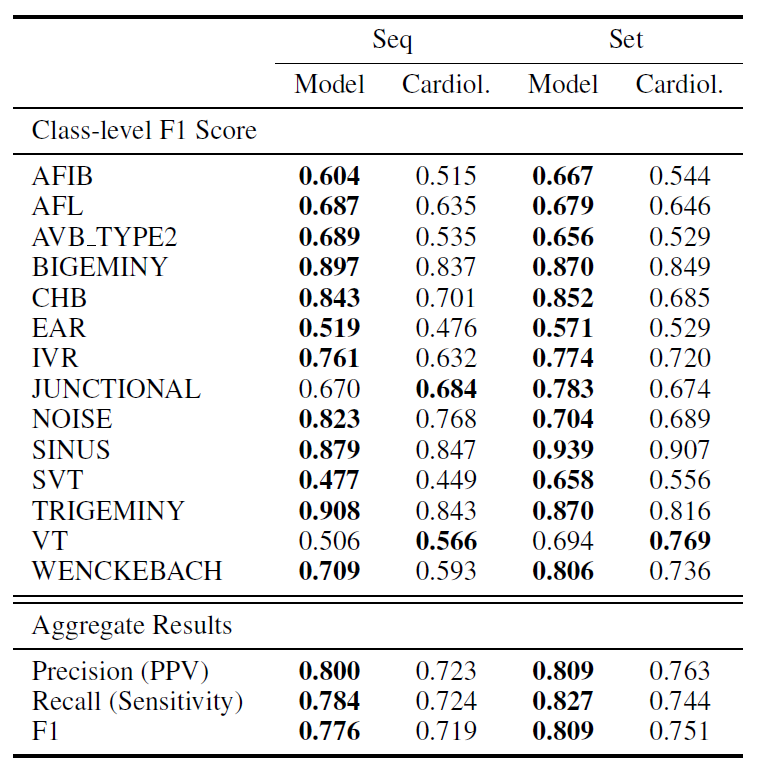 Seq Set
Model Cardiol. Model Cardiol.
Class-level F1 Score
AFIB 0.604 0.515 0.667 0.544
AFL 0.687 0.635 0.679 0.646
AVB_TYPE2 0.689 0.535 0.656 0.529
BIGEMINY 0.897 0.837 0.870 0.849
CHB 0.843 0.701 0.852 0.685
EAR 0.519 0.476 0.571 0.529
IVR 0.761 0.632 0.774 0.720
JUNCTIONAL 0.670 0.684 0.783 0.674
NOISE 0.823 0.768 0.704 0.689
SINUS 0.879 0.847 0.939 0.907
SVT 0.477 0.449 0.658 0.556
TRIGEMINY 0.908 0.843 0.870 0.816
VT 0.506 0.566 0.694 0.769
WENCKEBACH 0.709 0.593 0.806 0.736
Aggregate Results
Precision (PPV) 0.800 0.723 0.809 0.763
Recall (Sensitivity) 0.784 0.724 0.827 0.744
F1 0.776 0.719 0.809 0.751